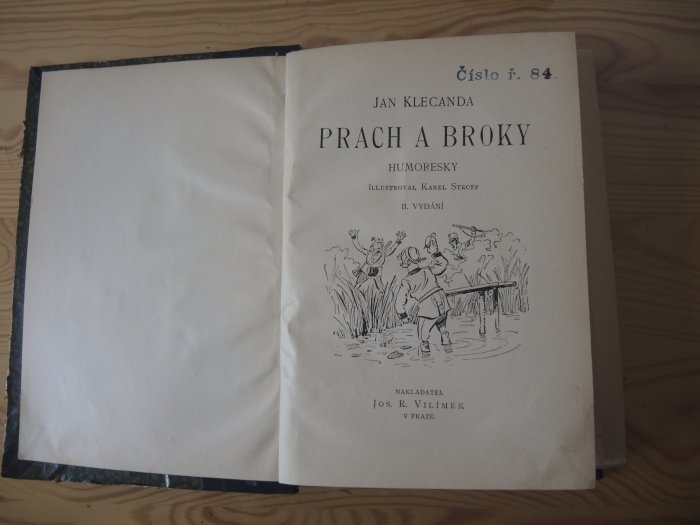 Číslo ř. 84.
JAN KLECANDA
PRACH A BROKY
HUMORESKY
ILLUSTROVAL KAREL STROFF
II. VYDÁNÍ
NAKLADATEL
JOS. R. VILÍMEK
V PRAZE.